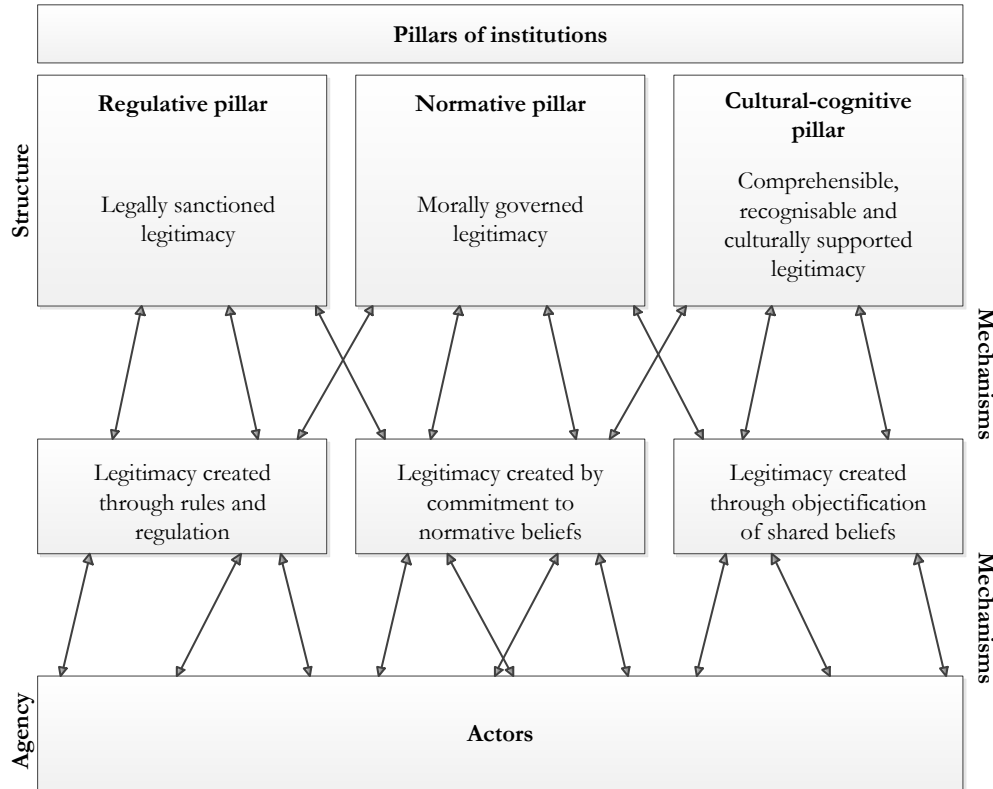 Pillars of institutions
Structure
Regulative pillar
Legally sanctioned
legitimacy
Normative pillar
Morally governed
legitimacy
Cultural-cognitive
pillar
Comprehensible,
recognisable and
culturally supported
legitimacy
Mechanisms
Legitimacy created
through rules and
regulation
Legitimacy created by
commitment to
normative beliefs
Legitimacy created
through objectification
of shared beliefs
Mechanisms
Agency
Actors